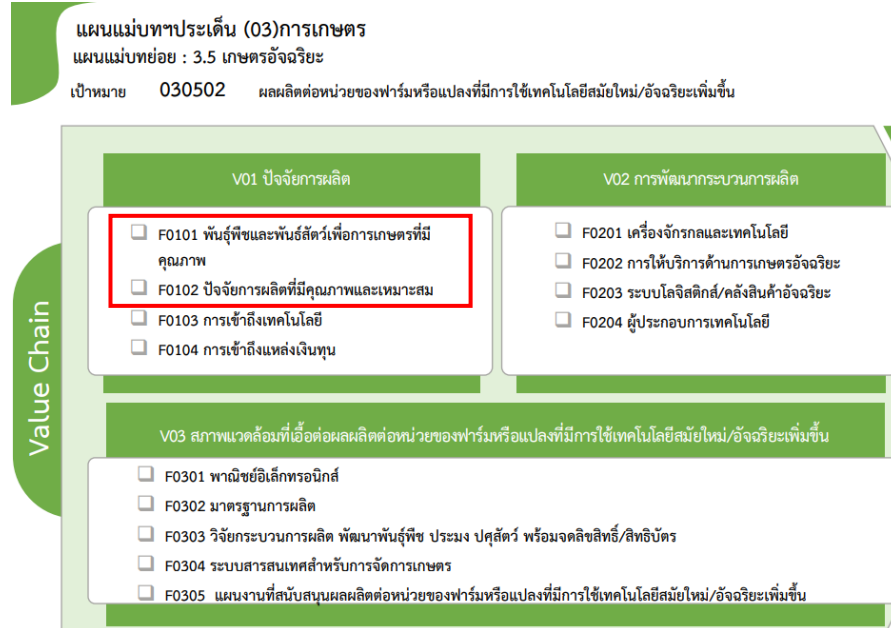 แผนแม่บทฯประเด็น (03)การเกษตร
แผนแม่บทย่อย : 3.5 เกษตรอัจฉริยะ
เป้าหมาย 030502 ผลผลิตต่อหน่วยของฟาร์มหรือแปลงที่มีการใช้เทคโนโลยีสมัยใหม่/อัจฉริยะเพิ่มขึ้น
Value Chain
V01 ปัจจัยการผลิต
F0101 พันธุ์พืชและพันธ์สัตว์เพื่อการเกษตรที่มี
คุณภาพ
F0102 ปัจจัยการผลิตที่มีคุณภาพและเหมาะสม
F0103 การเข้าถึงเทคโนโลยี
F0104 การเข้าถึงแหล่งเงินทุน
V02 การพัฒนากระบวนการผลิต
F0201 เครื่องจักรกลและเทคโนโลยี
F0202 การให้บริการด้านการเกษตรอัจฉริยะ
F0203 ระบบโลจิสติกส์/คลังสินค้าอัจฉริยะ
F0204 ผู้ประกอบการเทคโนโลยี
V03 สภาพแวดล้อมที่เอื้อต่อผลผลิตต่อหน่วยของฟาร์มหรือแปลงที่มีการใช้เทคโนโลยีสมัยใหม่/อัจฉริยะเพิ่มขึ้น
F0301 พาณิชย์อิเล็กทรอนิกส์
F0302 มาตรฐานการผลิต
F0303 วิจัยกระบวนการผลิต พัฒนาพันธุ์พืช ประมง ปศุสัตว์ พร้อมจดลิขสิทธิ์/สิทธิบัตร
F0304 ระบบสารสนเทศสำหรับการจัดการเกษตร
F0305 แผนงานที่สนับสนุนผลผลิตต่อหน่วยของฟาร์มหรือแปลงที่มีการใช้เทคโนโลยีสมัยใหม่/อัจฉริยะเพิ่มขึ้น